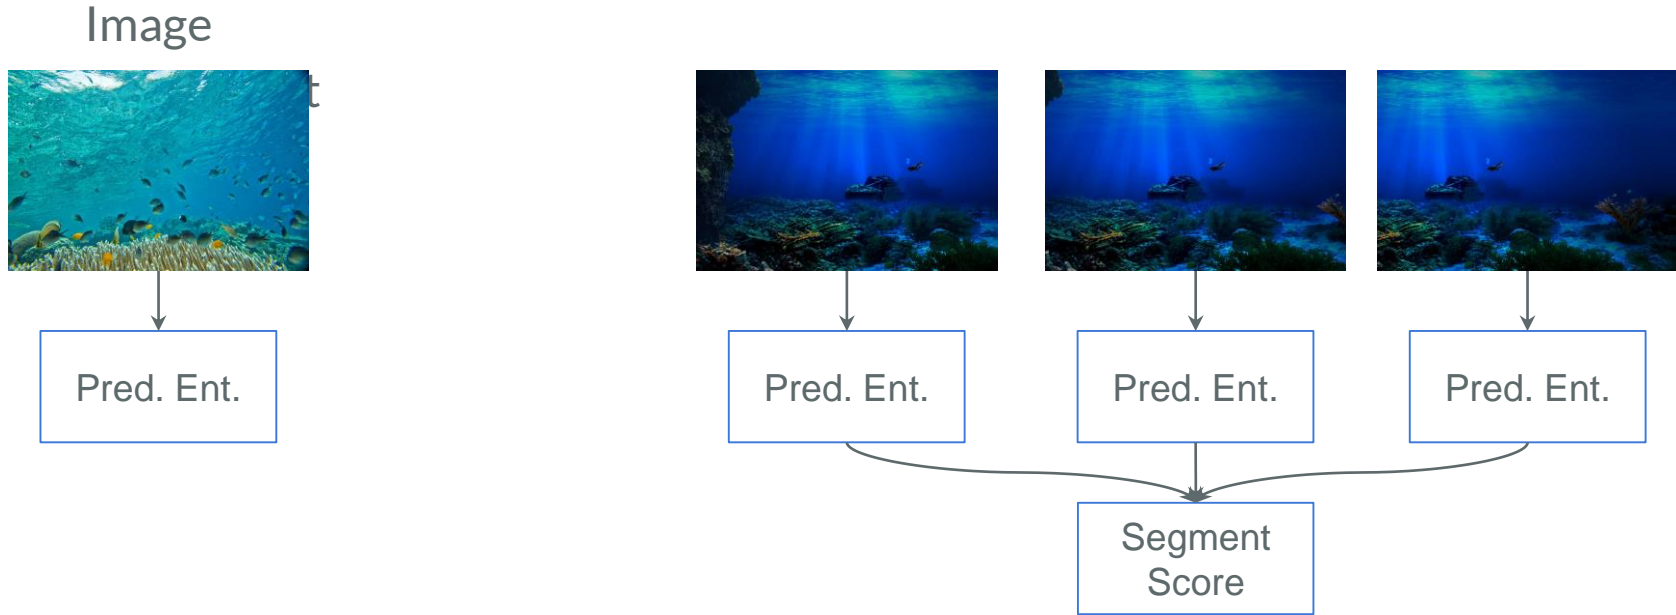 Image
t
Pred. Ent.
Pred. Ent.
Pred. Ent.
Pred. Ent.
Segment
Score